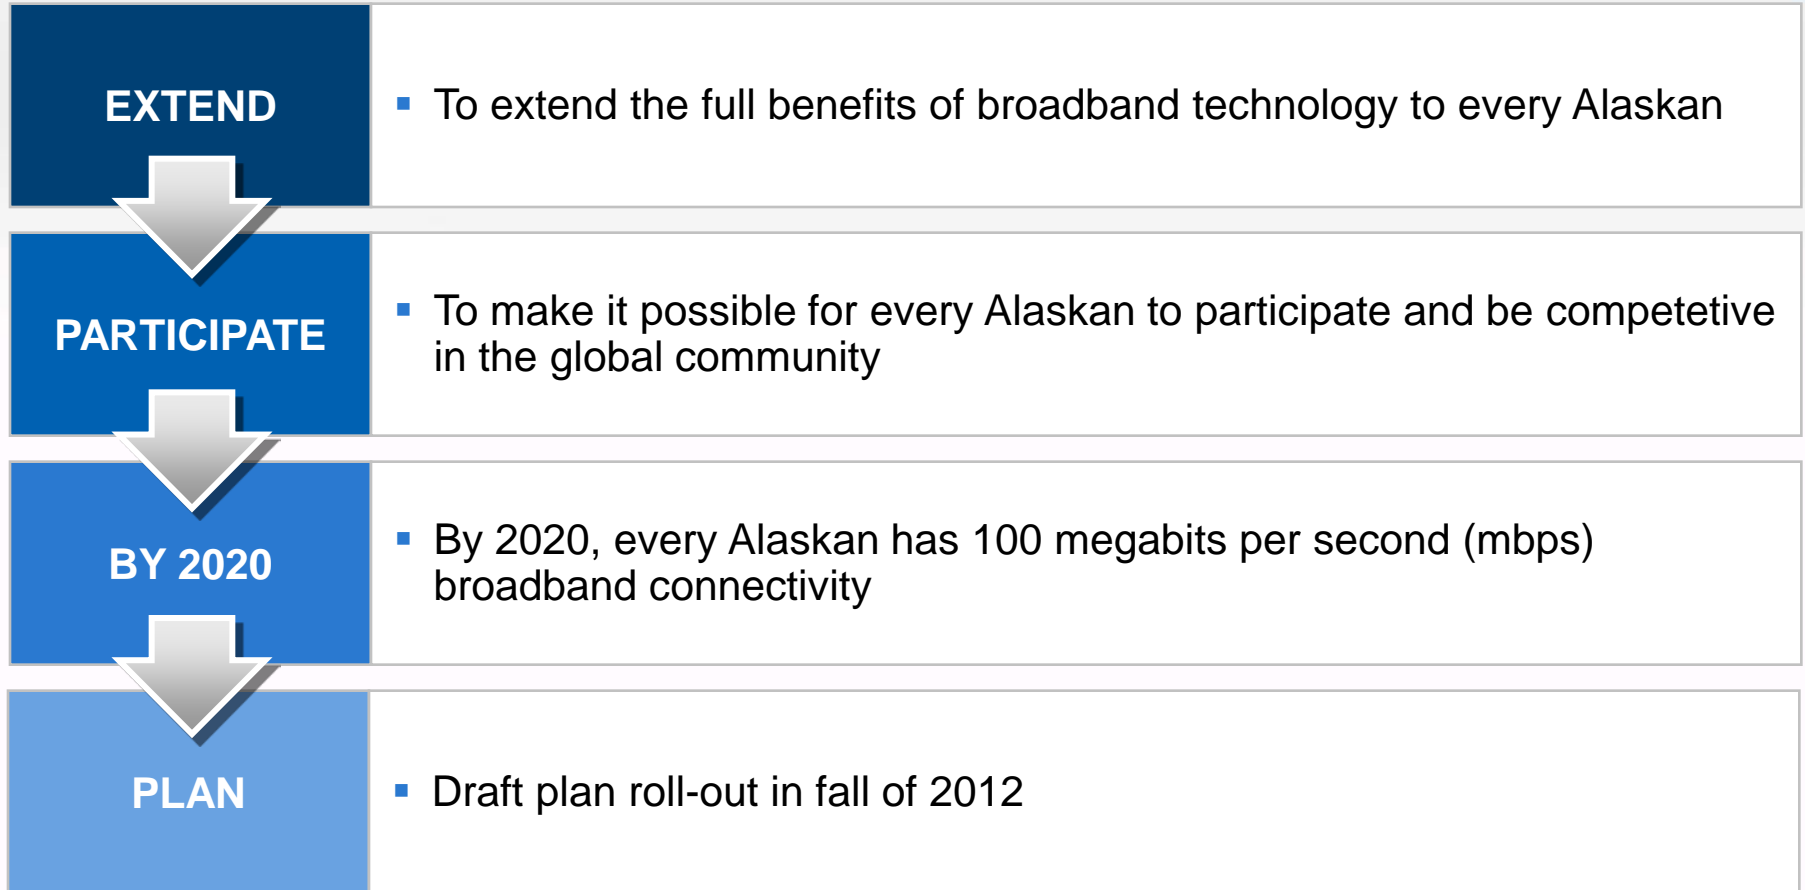 EXTEND
▪ To extend the full benefits of broadband technology to every Alaskan
PARTICIPATE
▪ To make it possible for every Alaskan to participate and be competetive
in the global community
BY 2020
▪ By 2020, every Alaskan has 100 megabits per second (mbps)
broadband connectivity
PLAN
▪ Draft plan roll-out in fall of 2012